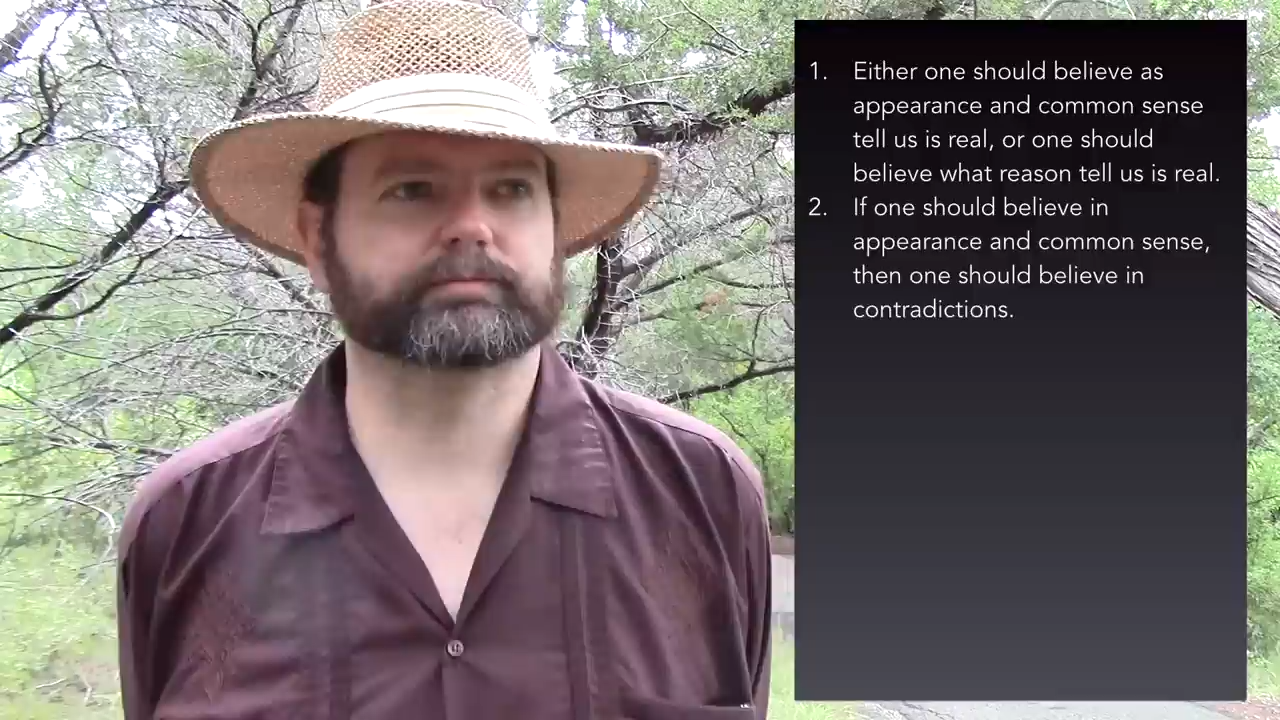 1. Either one should believe as
appearance and common sense
tell us is real, or one should
believe what reason tell us is real.
2. If one should believe in
appearance and common sense,
then one should believe in
contradictions.